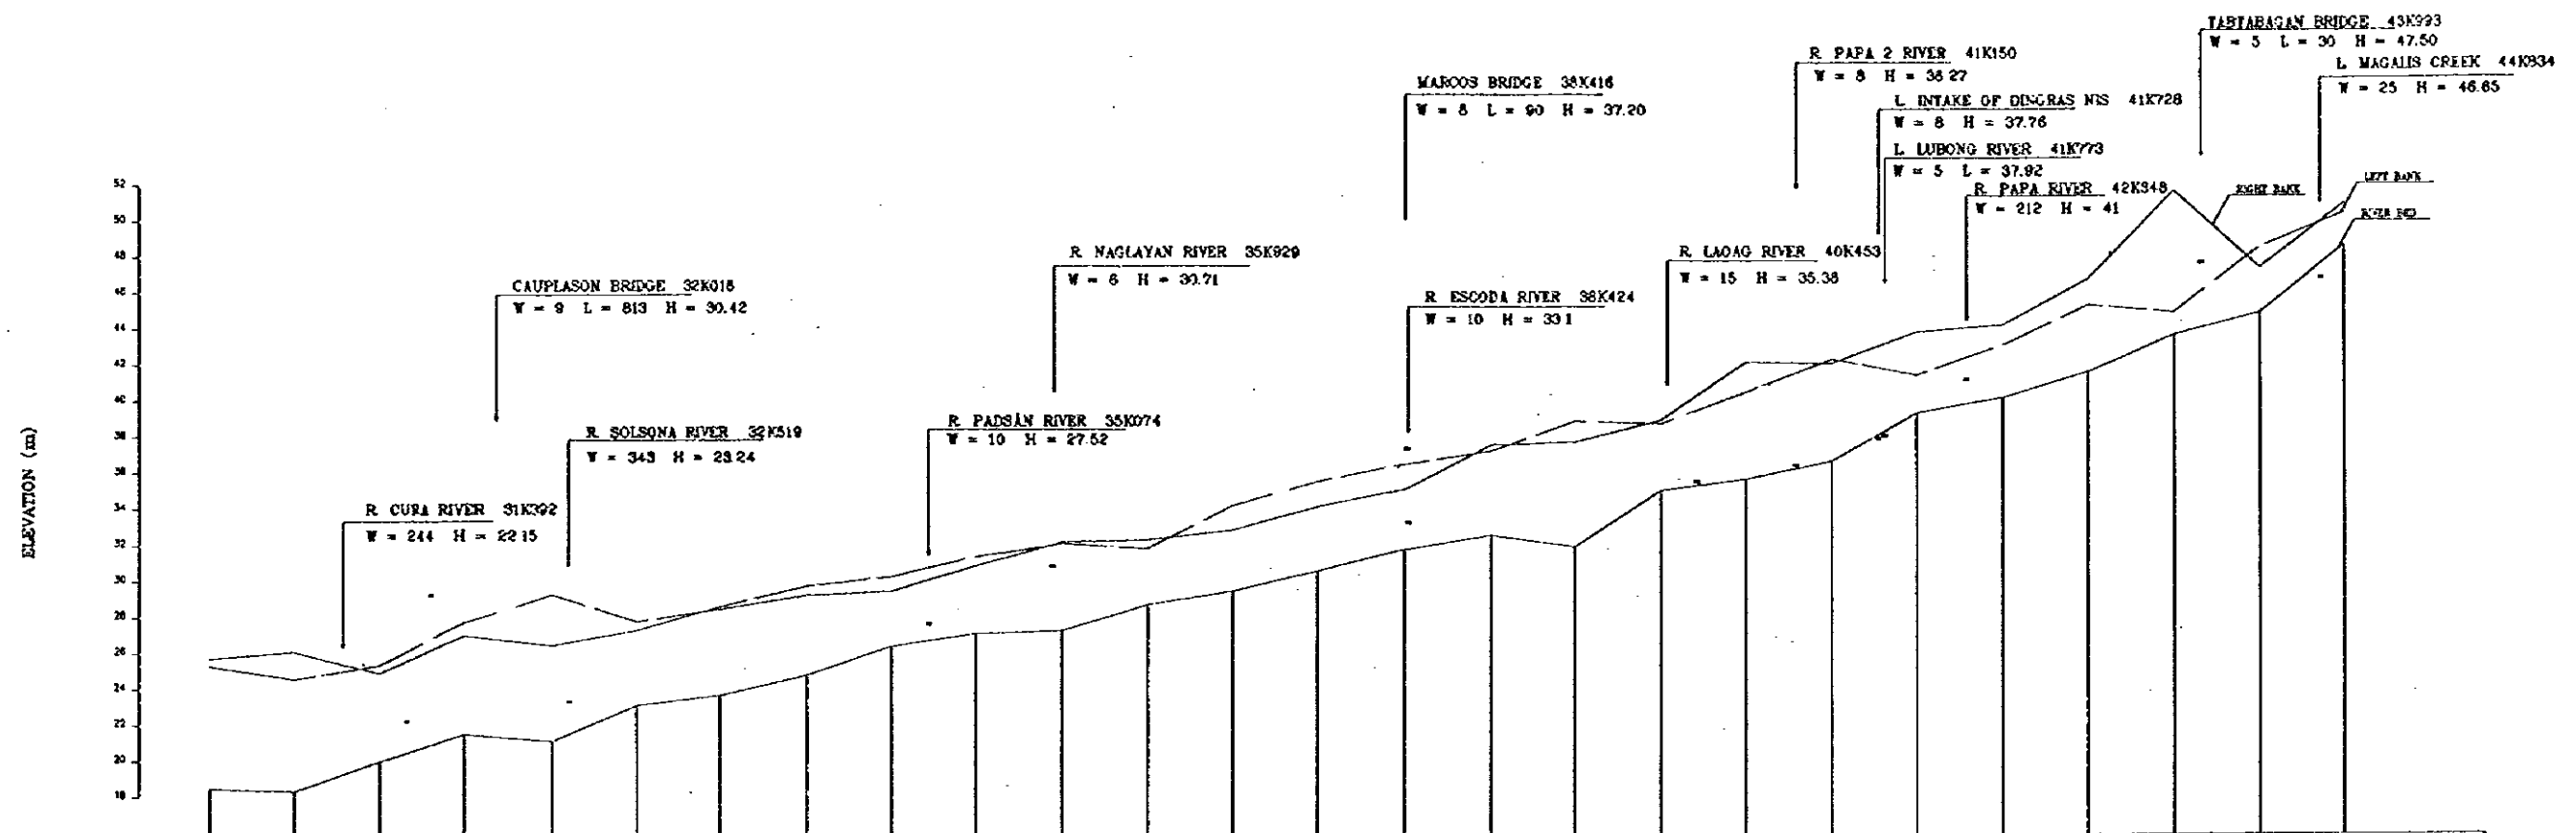 TABTABAGAN BRIDGE 43K993
W = 5 L = 30 H = 47.50
R. PAPA 2 RIVER 41K150
W = 8 H = 36.27
L. MAGALIS CREEK 44K834
W = 25 H = 46.65
MARCOS BRIDGE 38K416
W = 8 L = 90 H = 37.20
L. INTAKE OF DINGRAS NIS 41K728
W = 8 H = 37.76
L. LUBONG RIVER 41K773
W = 5 L = 37.92
R. PAPA RIVER 42K348
W = 212 H = 41
RIGHT BANK
LEFT BANK
RIVER BED
R. NAGLAYAN RIVER 35K929
W = 6 H = 30.71
R. LAOAG RIVER 40K453
W = 15 H = 35.38
CAUPLASON BRIDGE 32K018
W = 9 L = 813 H = 30.42
R. ESCODA RIVER 38K424
W = 10 H = 33.1
R. PADSAN RIVER 35K074
W = 10 H = 27.52
R. SOLSONA RIVER 32K519
W = 343 H = 23.24
R. CURA RIVER 31K392
W = 244 H = 22.15
ELEVATION (m)
52
50
48
46
44
42
40
38
36
34
32
30
28
26
24
22
20
18